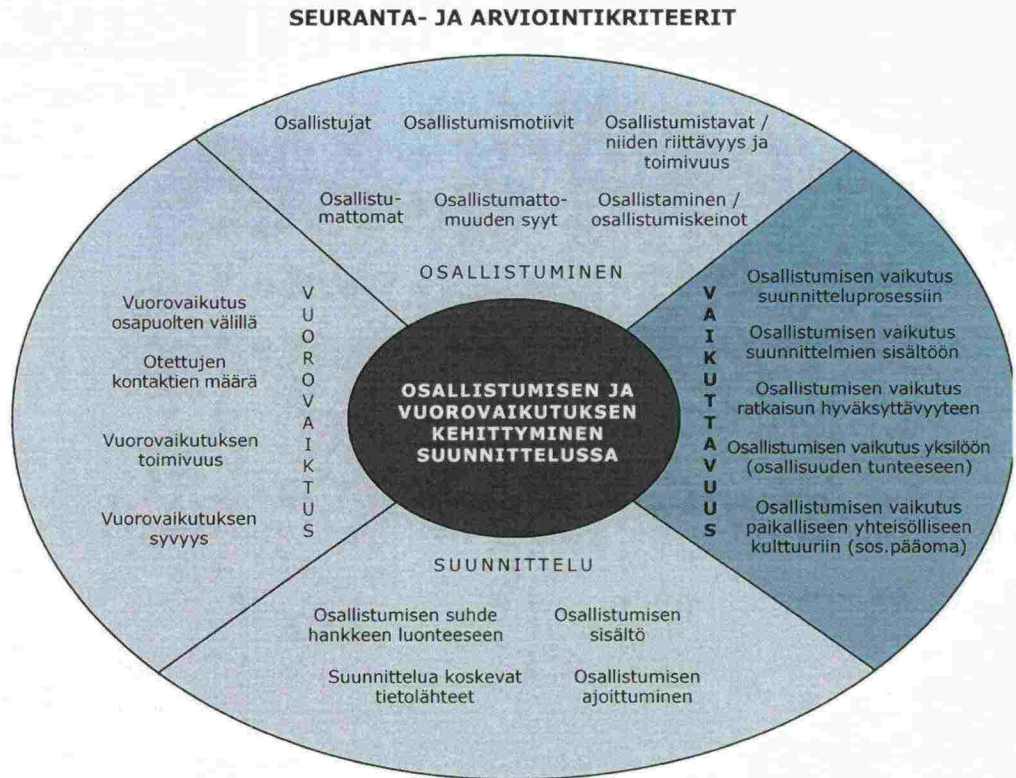 SEURANTA- JA ARVIOINTIKRITEERIT
Osallistujat
Osallistumismotiivit
Osallistumistavat /
niiden riittävyys ja
toimivuus
Osallistu-
mattomat
Osallistumatto-
muuden syyt
Osallistaminen /
osallistumiskeinot
OSALLISTUMINEN
Vuorovaikutus
osapuolten välillä
Otettujen
kontaktien määrä
Vuorovaikutuksen
toimivuus
Vuorovaikutuksen
syvyys
VUOROVAIKTUS
OSALLISTUMISEN JA
VUOROVAIKUTUKSEN
KEHITTYMINEN
SUUNNITTELUSSA
VAIKUTTAVUUS
Osallistumisen vaikutus
suunnitteluprosessiin
Osallistumisen vaikutus
suunnittelmien sisältöön
Osallistumisen vaikutus
ratkaisun hyväksyttävyyteen
Osallistumisen vaikutus yksilöön
(osallisuuden tunteeseen)
Osallistumisen vaikutus
paikalliseen yhteisölliseen
kulttuuriin (sos.pääoma)
SUUNNITTELU
Osallistumisen suhde
hankkeen luonteeseen
Osallistumisen
sisältö
Suunnittelua koskevat
tietolähteet
Osallistumisen
ajoittuminen